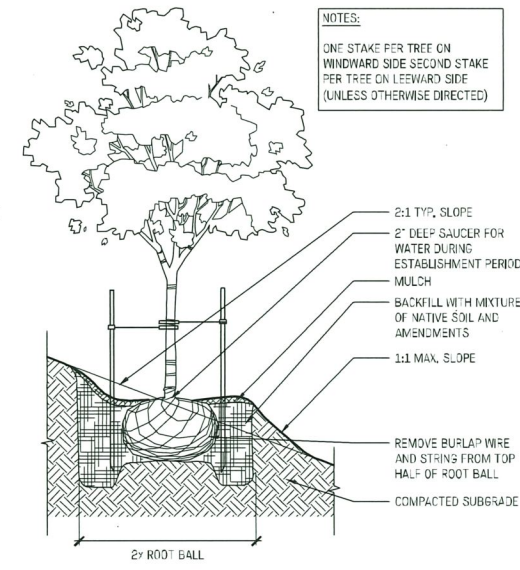 NOTES:
ONE STAKE PER TREE ON
WINDWARD SIDE SECOND STAKE
PER TREE ON LEEWARD SIDE
(UNLESS OTHERWISE DIRECTED)
2:1 TYP. SLOPE
2" DEEP SAUCER FOR
WATER DURING
ESTABLISHMENT PERIOD
MULCH
BACKFILL WITH MIXTURE
OF NATIVE SOIL AND
AMENDMENTS
1:1 MAX. SLOPE
REMOVE BURLAP WIRE
AND STRING FROM TOP
HALF OF ROOT BALL
COMPACTED SUBGRADE
2x ROOT BALL